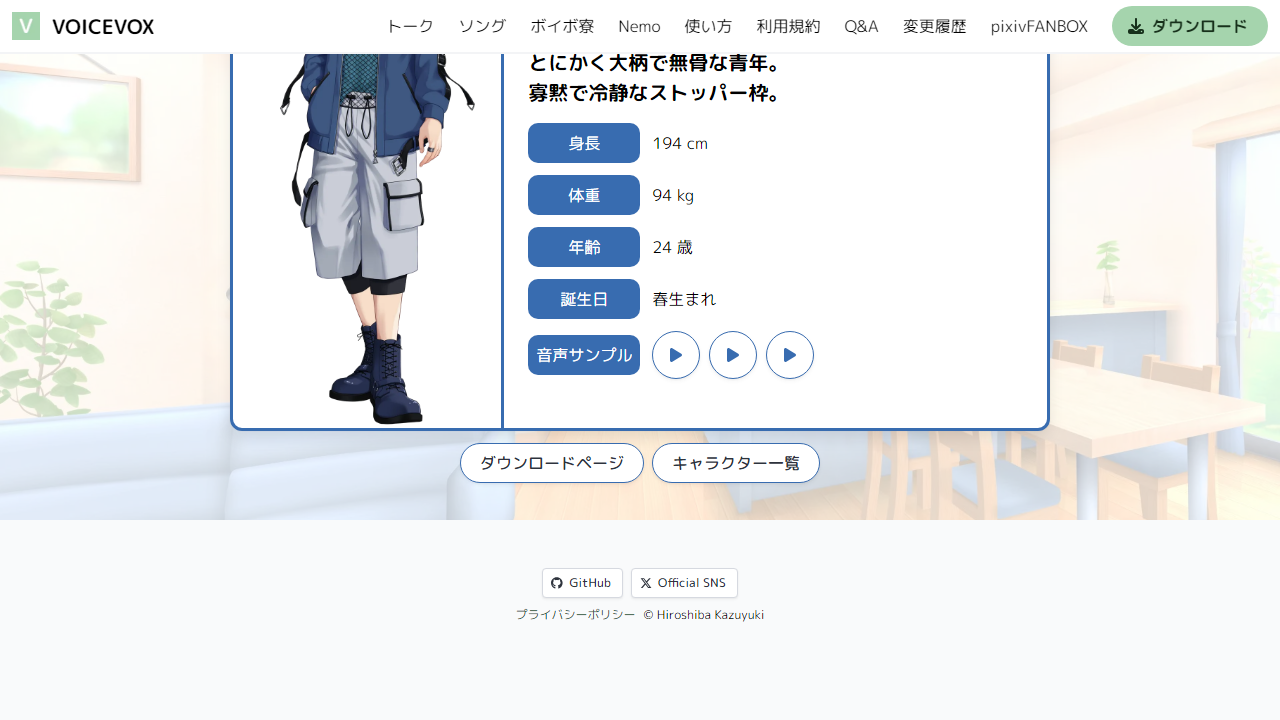 V VOICEVOX トーク ソング ボイボ寮 Nemo 使い方 利用規約 Q&A 変更履歴 pixivFANBOX ダウンロード
とにかく大柄で無骨な青年。
寡黙で冷静なストッパー枠。
身長 194 cm
体重 94 kg
年齢 24 歳
誕生日 春生まれ
音声サンプル
ダウンロードページ キャラクター一覧
GitHub Official SNS
プライバシーポリシー © Hiroshiba Kazuyuki